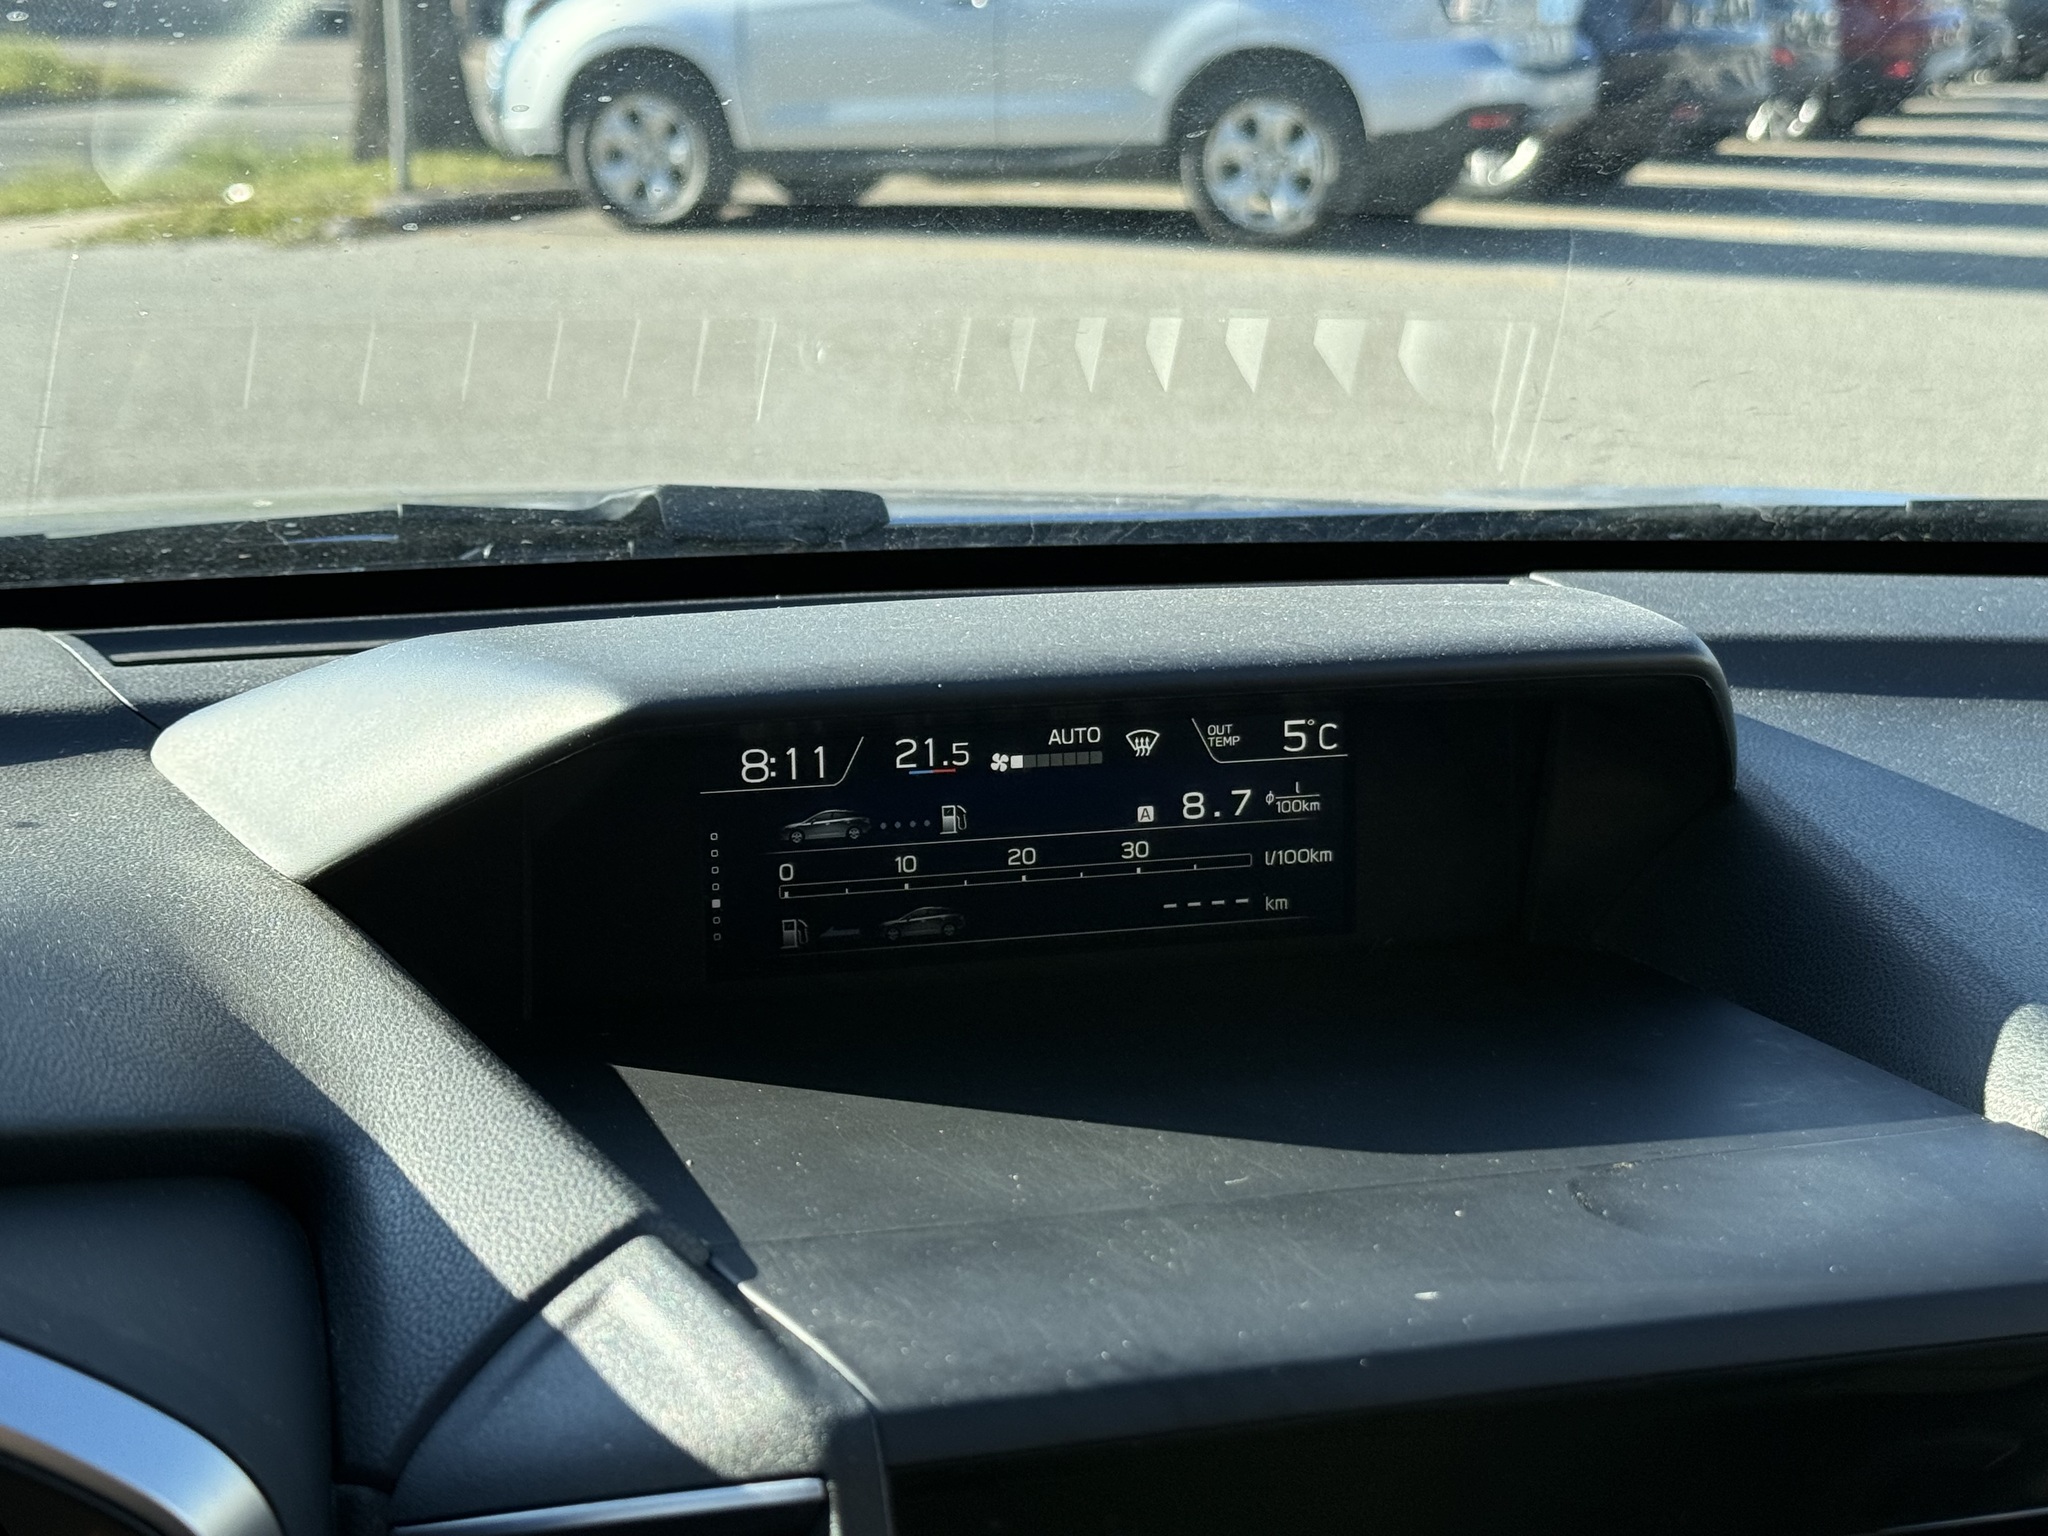 8:11 21.5 AUTO OUT TEMP 5°C
A 8.7 ϕ l/100km
0 10 20 30 l/100km
---- km